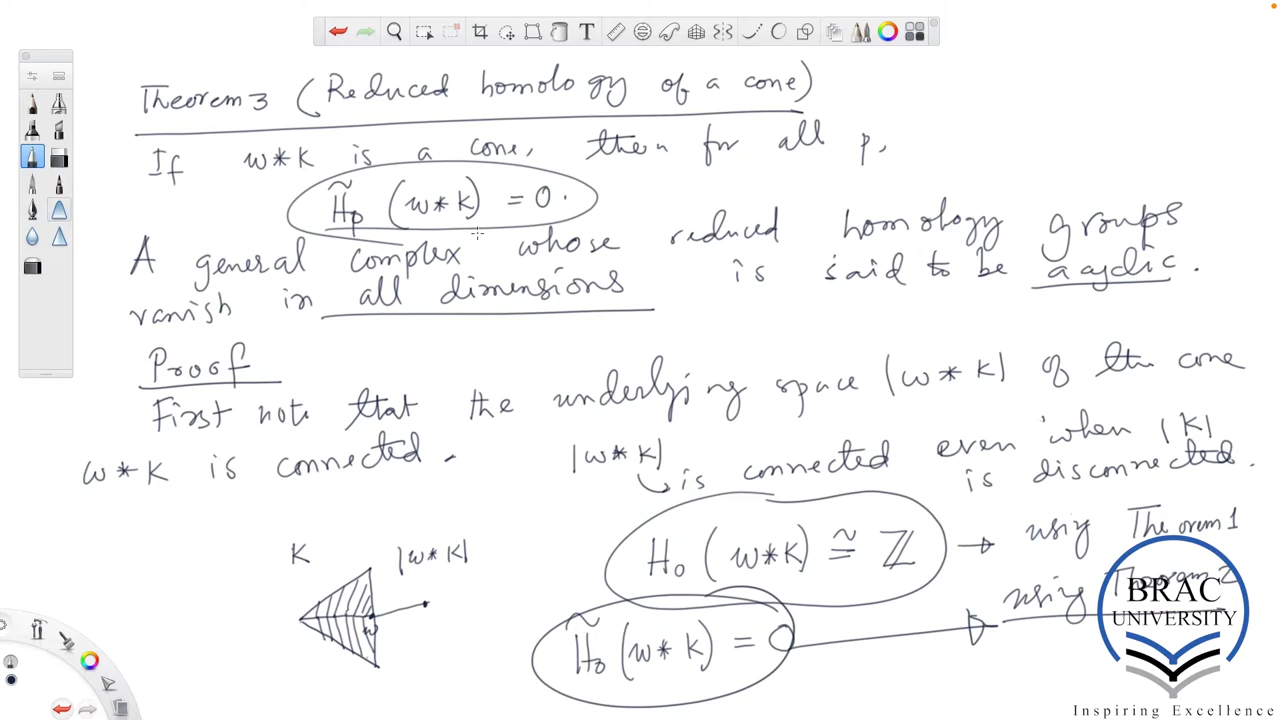 Theorem 3 (Reduced homology of a cone)
If w*K is a cone, then for all p,
H̃p (w*K) = 0.
A general complex whose reduced homology groups
vanish in all dimensions is said to be acyclic.
Proof
First note that the underlying space |w*K| of the cone
w*K is connected. |w*K| is connected even when |K|
is disconnected.
K |w*K|
H₀ (w*K) ≅ ℤ → using Theorem 1
w
H̃₀ (w*K) = 0 → using Theorem 2
BRAC
UNIVERSITY
Inspiring Excellence